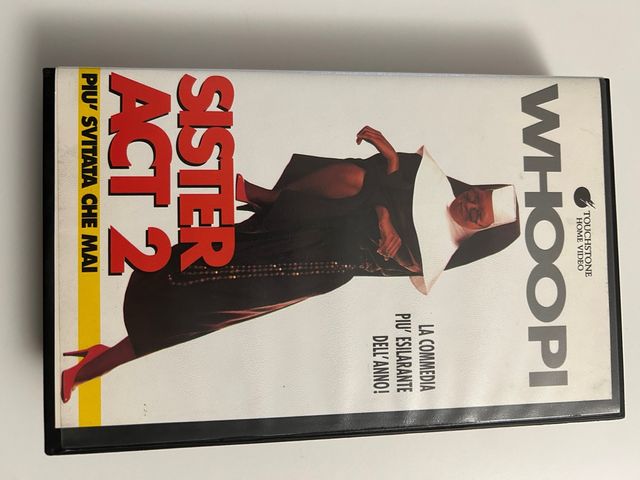 WHOOPI
TOUCHSTONE
HOME VIDEO
LA COMMEDIA
PIU' ESILARANTE
DELL'ANNO!
SISTER
ACT 2
PIU' SVITATA CHE MAI